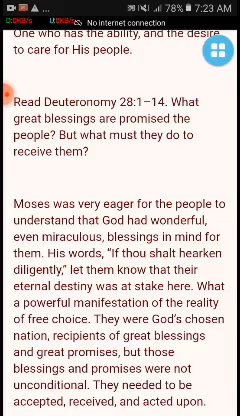 0:0KB/s U:0KB/s 78% 7:23 AM
No internet connection
One who has the ability, and the desire
to care for His people.
Read Deuteronomy 28:1–14. What
great blessings are promised the
people? But what must they do to
receive them?
Moses was very eager for the people to
understand that God had wonderful,
even miraculous, blessings in mind for
them. His words, “If thou shalt hearken
diligently,” let them know that their
eternal destiny was at stake here. What
a powerful manifestation of the reality
of free choice. They were God’s chosen
nation, recipients of great blessings
and great promises, but those
blessings and promises were not
unconditional. They needed to be
accepted, received, and acted upon.